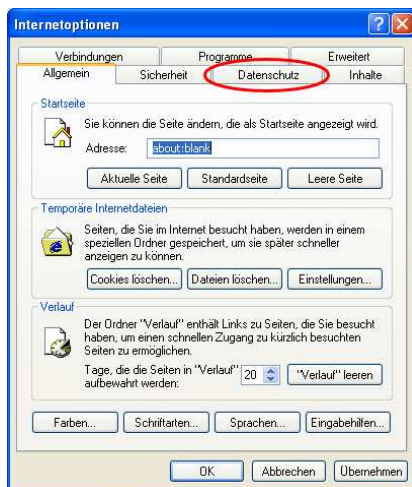 Internetoptionen
Verbindungen Programme Erweitert
Allgemein Sicherheit Datenschutz Inhalte
Startseite
Sie können die Seite ändern, die als Startseite angezeigt wird.
Adresse: about:blank
Aktuelle Seite Standardseite Leere Seite
Temporäre Internetdateien
Seiten, die Sie im Internet besucht haben, werden in einem
speziellen Ordner gespeichert, um sie später schneller
anzeigen zu können.
Cookies löschen... Dateien löschen... Einstellungen...
Verlauf
Der Ordner "Verlauf" enthält Links zu Seiten, die Sie besucht
haben, um einen schnellen Zugang zu kürzlich besuchten
Seiten zu ermöglichen.
Tage, die die Seiten in "Verlauf"
aufbewahrt werden: 20 "Verlauf" leeren
Farben... Schriftarten... Sprachen... Eingabehilfen...
OK Abbrechen Übernehmen